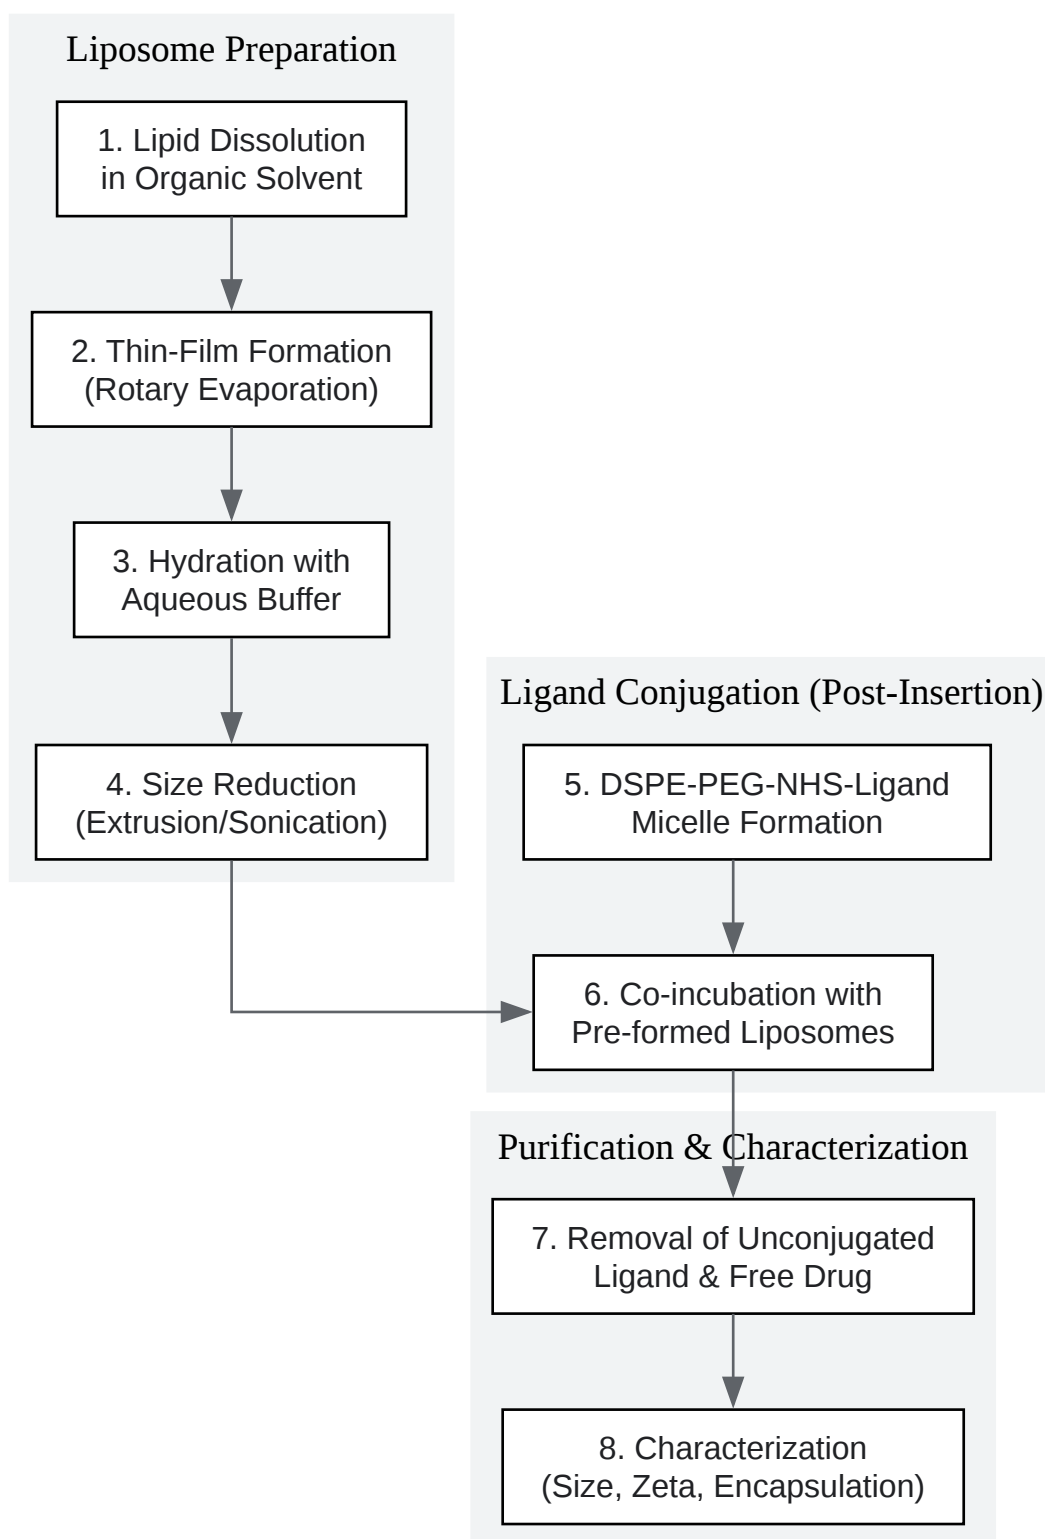 Liposome Preparation
1. Lipid Dissolution
in Organic Solvent
2. Thin-Film Formation
(Rotary Evaporation)
3. Hydration with
Aqueous Buffer
4. Size Reduction
(Extrusion/Sonication)
Ligand Conjugation (Post-Insertion)
5. DSPE-PEG-NHS-Ligand
Micelle Formation
6. Co-incubation with
Pre-formed Liposomes
Purification & Characterization
7. Removal of Unconjugated
Ligand & Free Drug
8. Characterization
(Size, Zeta, Encapsulation)